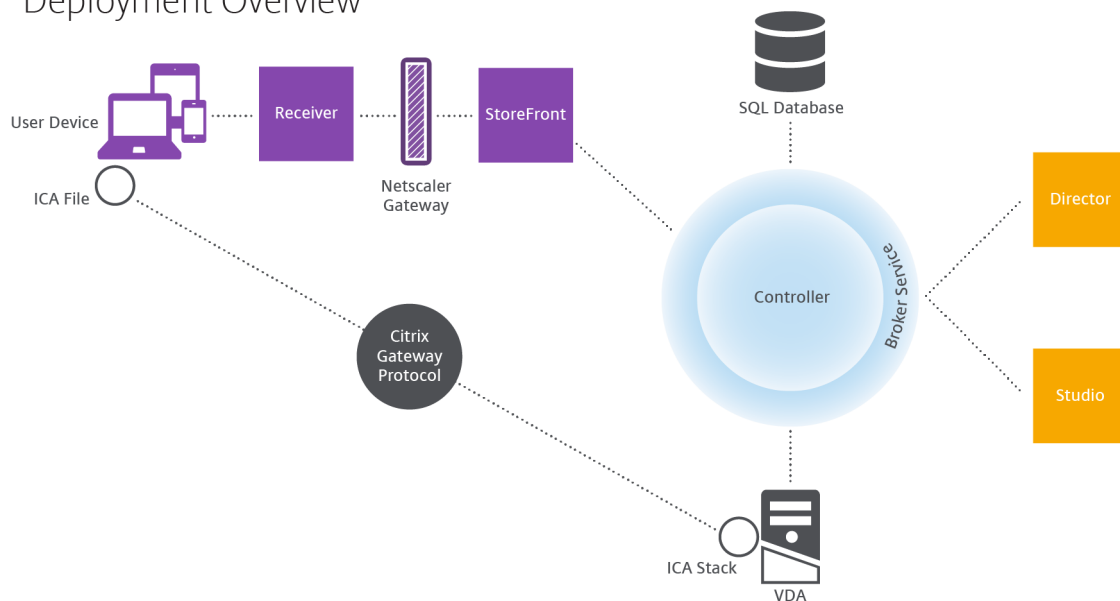 Deployment Overview
SQL Database
User Device
Receiver
StoreFront
Netscaler
Gateway
ICA File
Director
Broker Service
Controller
Citrix
Gateway
Protocol
Studio
ICA Stack
VDA